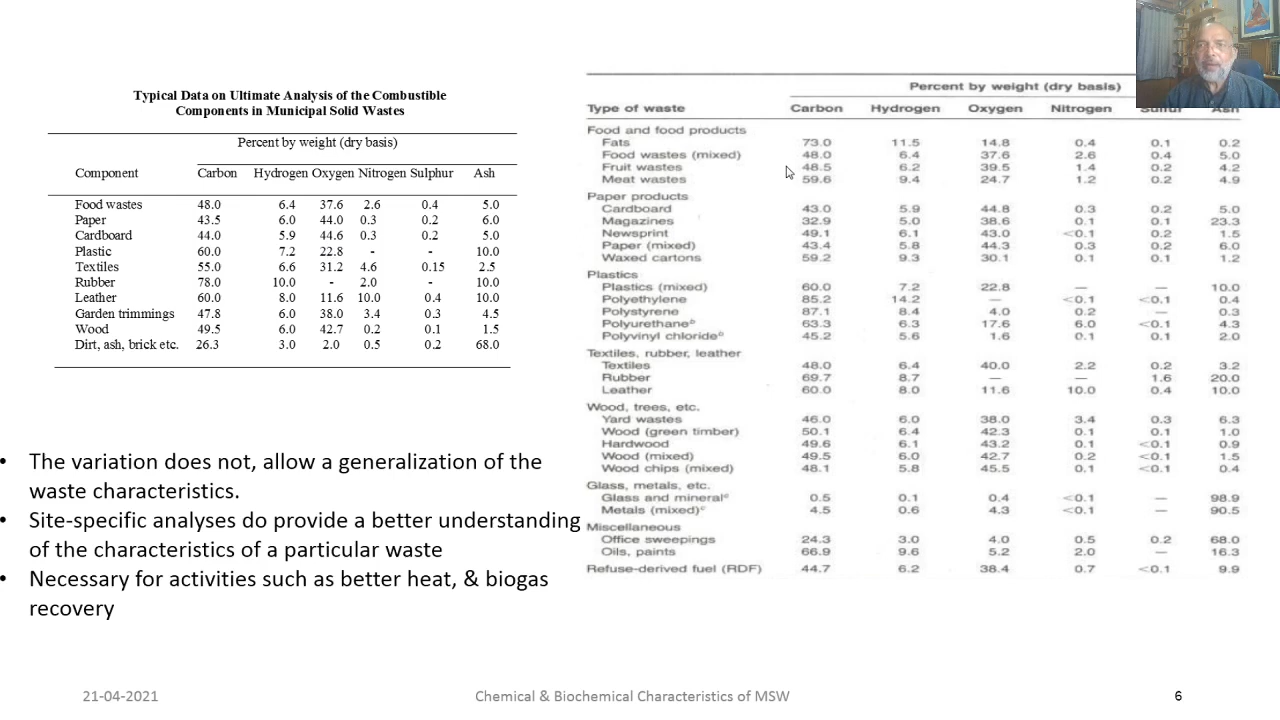 Typical Data on Ultimate Analysis of the Combustible
Components in Municipal Solid Wastes
Percent by weight (dry basis)
Component Carbon Hydrogen Oxygen Nitrogen Sulphur Ash
Food wastes 48.0 6.4 37.6 2.6 0.4 5.0
Paper 43.5 6.0 44.0 0.3 0.2 6.0
Cardboard 44.0 5.9 44.6 0.3 0.2 5.0
Plastic 60.0 7.2 22.8 - - 10.0
Textiles 55.0 6.6 31.2 4.6 0.15 2.5
Rubber 78.0 10.0 - 2.0 - 10.0
Leather 60.0 8.0 11.6 10.0 0.4 10.0
Garden trimmings 47.8 6.0 38.0 3.4 0.3 4.5
Wood 49.5 6.0 42.7 0.2 0.1 1.5
Dirt, ash, brick etc. 26.3 3.0 2.0 0.5 0.2 68.0
• The variation does not, allow a generalization of the
waste characteristics.
• Site-specific analyses do provide a better understanding
of the characteristics of a particular waste
• Necessary for activities such as better heat, & biogas
recovery
Percent by weight (dry basis)
Type of waste Carbon Hydrogen Oxygen Nitrogen Sulfur Ash
Food and food products
Fats 73.0 11.5 14.8 0.4 0.1 0.2
Food wastes (mixed) 48.0 6.4 37.6 2.6 0.4 5.0
Fruit wastes 48.5 6.2 39.5 1.4 0.2 4.2
Meat wastes 59.6 9.4 24.7 1.2 0.2 4.9
Paper products
Cardboard 43.0 5.9 44.8 0.3 0.2 5.0
Magazines 32.9 5.0 38.6 0.1 0.1 23.3
Newsprint 49.1 6.1 43.0 <0.1 0.2 1.5
Paper (mixed) 43.4 5.8 44.3 0.3 0.2 6.0
Waxed cartons 59.2 9.3 30.1 0.1 0.1 1.2
Plastics
Plastics (mixed) 60.0 7.2 22.8 — — 10.0
Polyethylene 85.2 14.2 — <0.1 <0.1 0.4
Polystyrene 87.1 8.4 4.0 0.2 — 0.3
Polyurethaneᵇ 63.3 6.3 17.6 6.0 <0.1 4.3
Polyvinyl chlorideᵇ 45.2 5.6 1.6 0.1 0.1 2.0
Textiles, rubber, leather
Textiles 48.0 6.4 40.0 2.2 0.2 3.2
Rubber 69.7 8.7 — — 1.6 20.0
Leather 60.0 8.0 11.6 10.0 0.4 10.0
Wood, trees, etc.
Yard wastes 46.0 6.0 38.0 3.4 0.3 6.3
Wood (green timber) 50.1 6.4 42.3 0.1 0.1 1.0
Hardwood 49.6 6.1 43.2 0.1 <0.1 0.9
Wood (mixed) 49.5 6.0 42.7 0.2 <0.1 1.5
Wood chips (mixed) 48.1 5.8 45.5 0.1 <0.1 0.4
Glass, metals, etc.
Glass and mineralᶜ 0.5 0.1 0.4 <0.1 — 98.9
Metals (mixed)ᶜ 4.5 0.6 4.3 <0.1 — 90.5
Miscellaneous
Office sweepings 24.3 3.0 4.0 0.5 0.2 68.0
Oils, paints 66.9 9.6 5.2 2.0 — 16.3
Refuse-derived fuel (RDF) 44.7 6.2 38.4 0.7 <0.1 9.9
21-04-2021
Chemical & Biochemical Characteristics of MSW
6